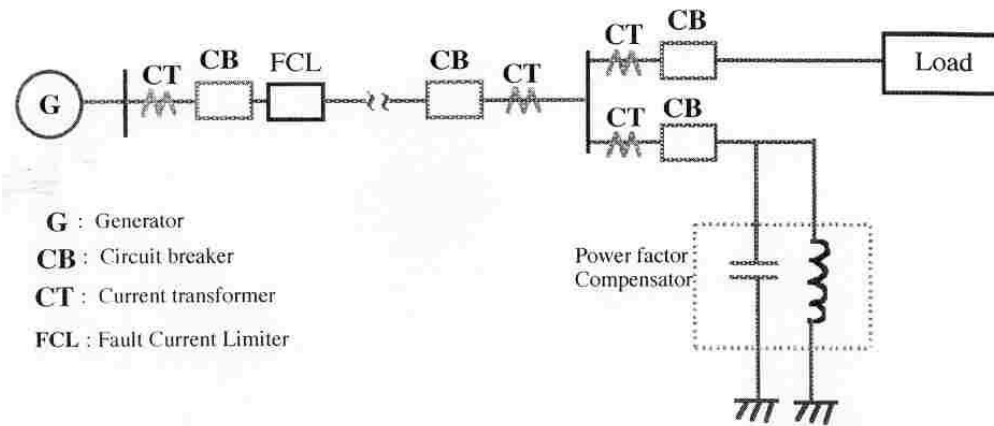 CT
CB
FCL
CB
CT
CT
CB
Load
G
CT
CB
G : Generator
CB : Circuit breaker
CT : Current transformer
FCL : Fault Current Limiter
Power factor
Compensator